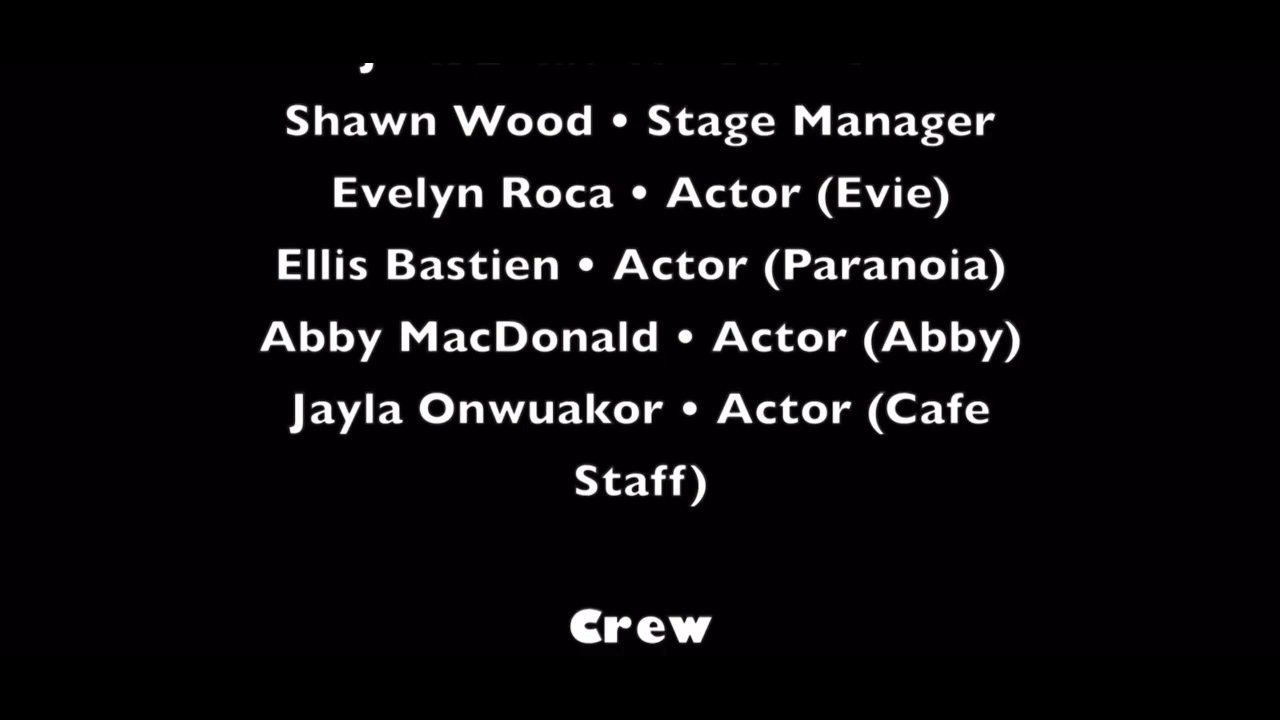 Shawn Wood • Stage Manager
Evelyn Roca • Actor (Evie)
Ellis Bastien • Actor (Paranoia)
Abby MacDonald • Actor (Abby)
Jayla Onwuakor • Actor (Cafe
Staff)
Crew